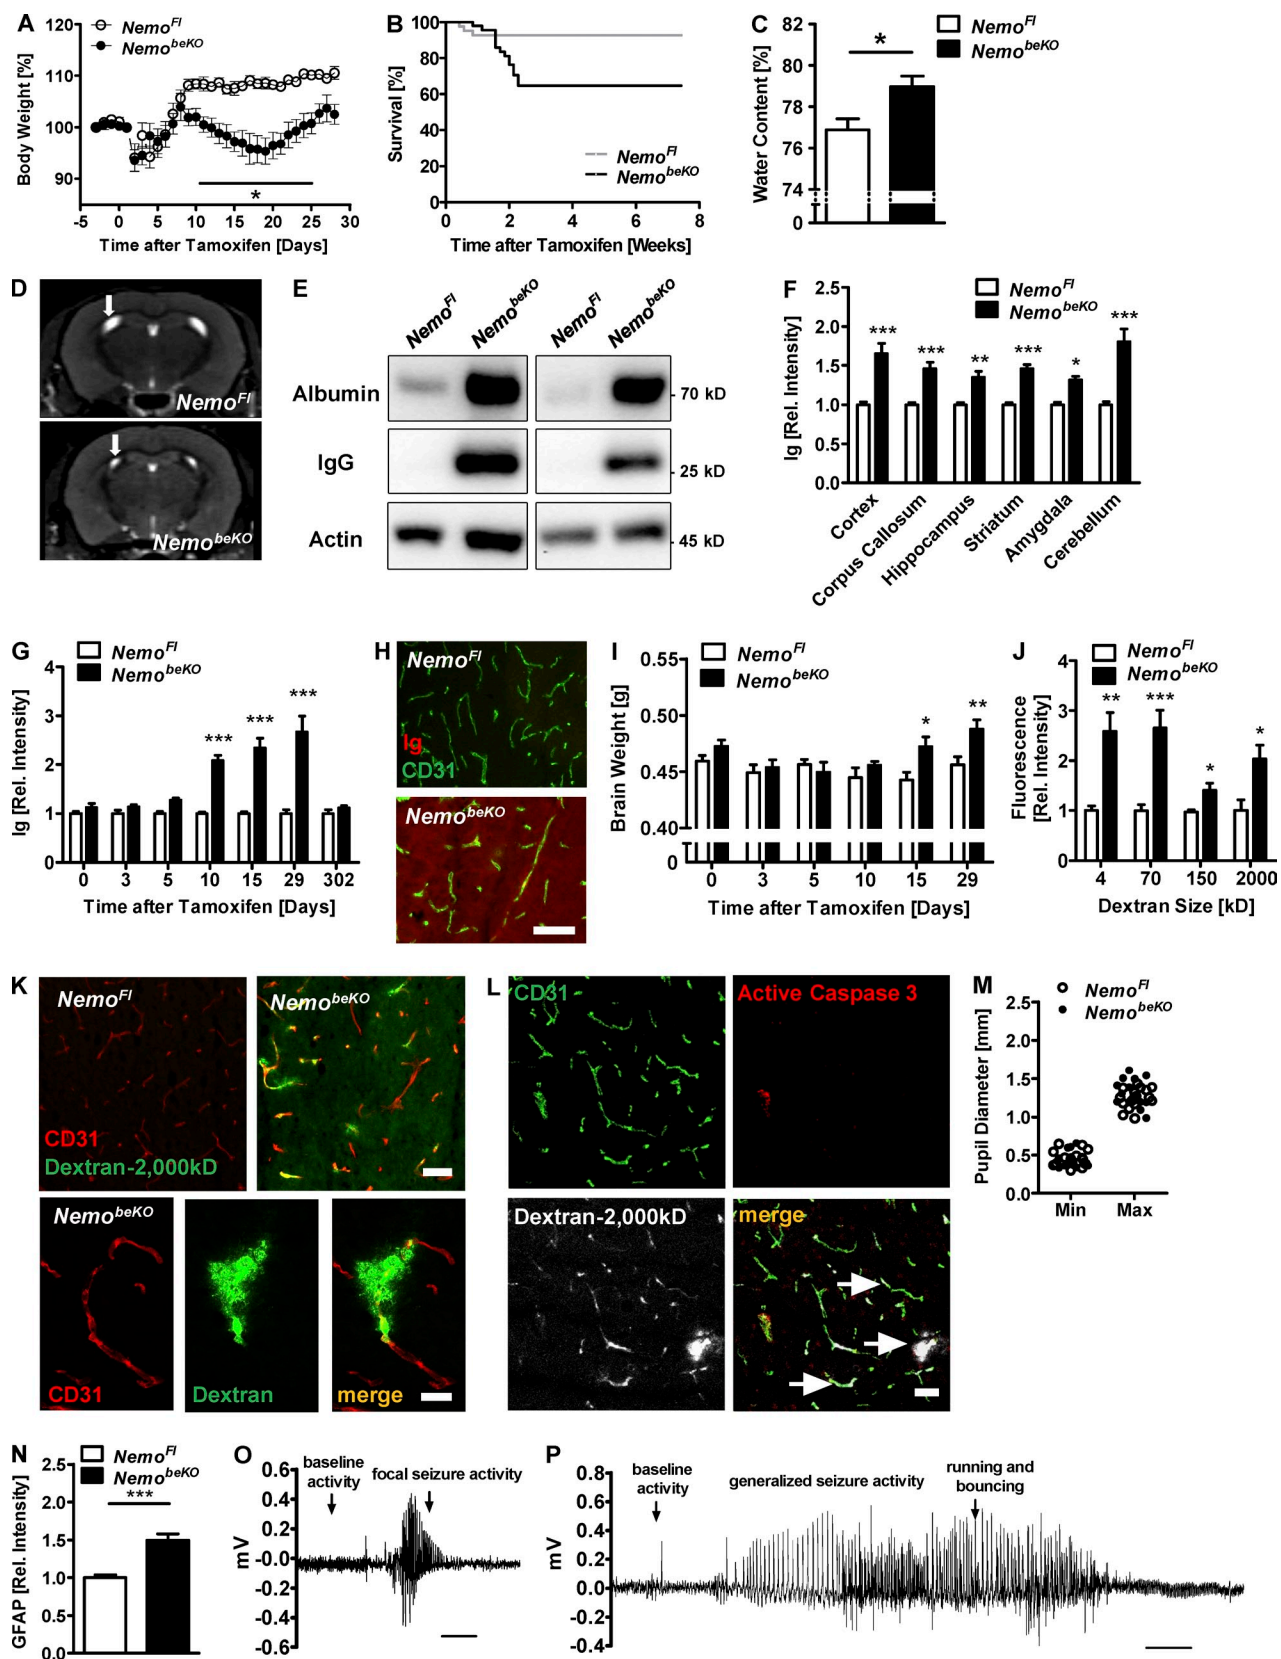 A
Nemo^Fl
Nemo^beKO
Body Weight [%]
120
110
100
90
-5 0 5 10 15 20 25 30
*
Time after Tamoxifen [Days]
B
Survival [%]
100
80
60
40
20
0
Nemo^Fl
Nemo^beKO
0 2 4 6 8
Time after Tamoxifen [Weeks]
C
Nemo^Fl
Nemo^beKO
Water Content [%]
82
80
78
76
74
0
*
D
Nemo^Fl
Nemo^beKO
E
Nemo^Fl Nemo^beKO Nemo^Fl Nemo^beKO
Albumin
- 70 kD
IgG
- 25 kD
Actin
- 45 kD
F
Nemo^Fl
Nemo^beKO
Ig [Rel. Intensity]
2.5
2.0
1.5
1.0
0.5
0.0
*** *** ** *** * ***
Cortex
Corpus Callosum
Hippocampus
Striatum
Amygdala
Cerebellum
G
Nemo^Fl
Nemo^beKO
Ig [Rel. Intensity]
4
3
2
1
0
*** *** ***
0 3 5 10 15 29 302
Time after Tamoxifen [Days]
H
Nemo^Fl
Ig
CD31
Nemo^beKO
I
Nemo^Fl
Nemo^beKO
Brain Weight [g]
0.55
0.50
0.45
0.40
0
* **
0 3 5 10 15 29
Time after Tamoxifen [Days]
J
Nemo^Fl
Nemo^beKO
Fluorescence
[Rel. Intensity]
4
3
2
1
0
** *** * *
4 70 150 2000
Dextran Size [kD]
K
Nemo^Fl
CD31
Dextran-2,000kD
Nemo^beKO
Nemo^beKO
CD31
Dextran
merge
L
CD31
Active Caspase 3
Dextran-2,000kD
merge
M
Nemo^Fl
Nemo^beKO
Pupil Diameter [mm]
2.5
2.0
1.5
1.0
0.5
0.0
Min Max
N
Nemo^Fl
Nemo^beKO
GFAP [Rel. Intensity]
2.5
2.0
1.5
1.0
0.5
0.0
***
O
baseline
activity
focal seizure activity
mV
0.6
0.4
0.2
-0.0
-0.2
-0.4
-0.6
P
baseline
activity
generalized seizure activity
running and
bouncing
mV
0.8
0.6
0.4
0.2
0.0
-0.2
-0.4